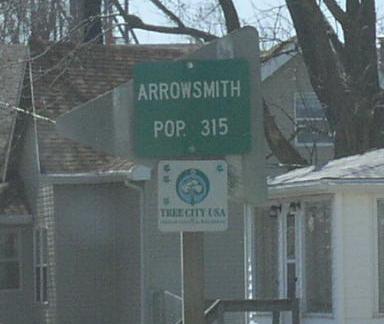 ARROWSMITH
POP. 315
TREE CITY USA